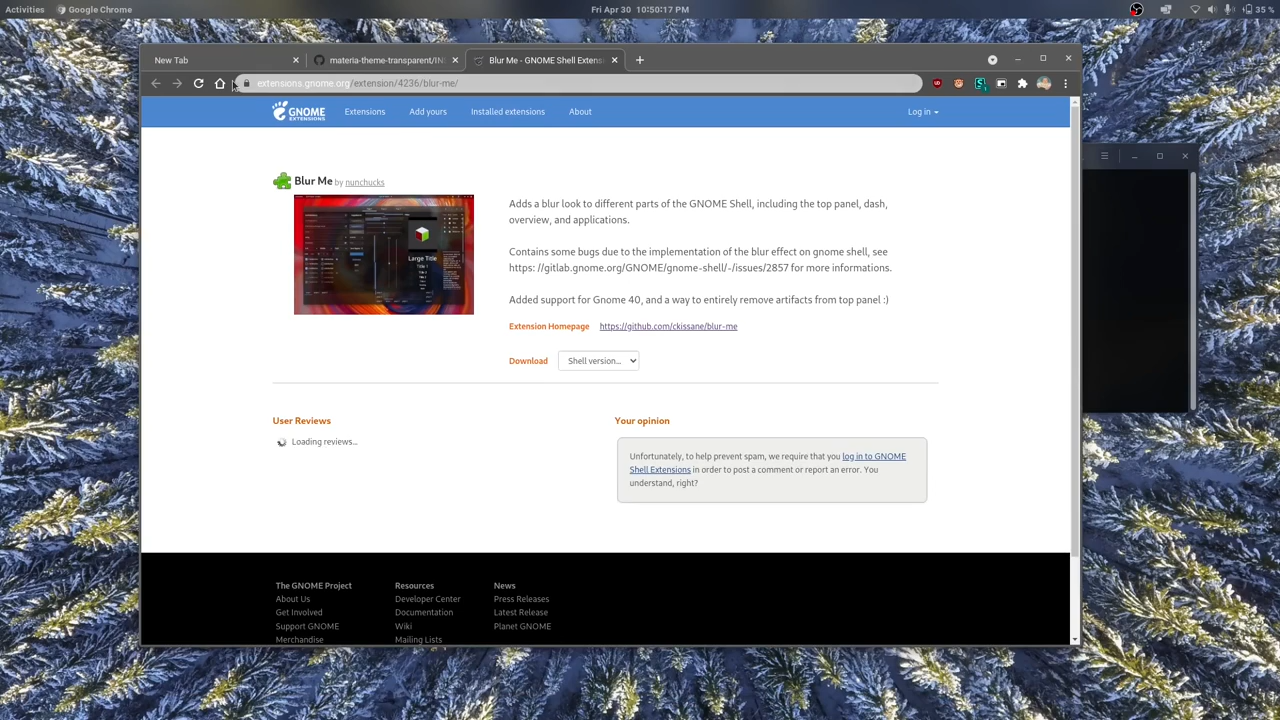 Activities
Google Chrome
Fri Apr 30 10:50:17 PM
35 %
New Tab
materia-theme-transparent/IN
Blur Me - GNOME Shell Extensi
extensions.gnome.org/extension/4236/blur-me/
GNOME
EXTENSIONS
Extensions
Add yours
Installed extensions
About
Log in
Blur Me by nunchucks
Large Title
Title 1
Adds a blur look to different parts of the GNOME Shell, including the top panel, dash,
overview, and applications.
Contains some bugs due to the implementation of the blur effect on gnome shell, see
https: //gitlab.gnome.org/GNOME/gnome-shell/-/issues/2857 for more informations.
Added support for Gnome 40, and a way to entirely remove artifacts from top panel :)
Extension Homepage https://github.com/ckissane/blur-me
Download Shell version...
User Reviews
Loading reviews...
Your opinion
Unfortunately, to help prevent spam, we require that you log in to GNOME
Shell Extensions in order to post a comment or report an error. You
understand, right?
The GNOME Project
About Us
Get Involved
Support GNOME
Merchandise
Resources
Developer Center
Documentation
Wiki
Mailing Lists
News
Press Releases
Latest Release
Planet GNOME